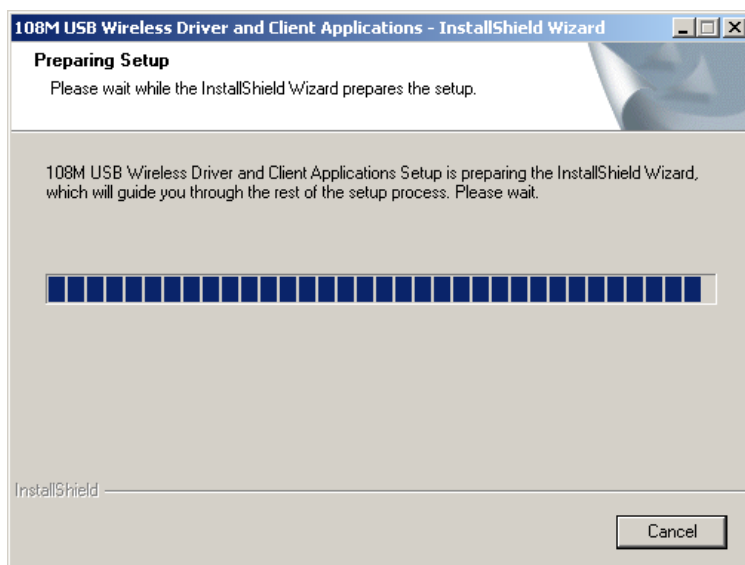 108M USB Wireless Driver and Client Applications - InstallShield Wizard
Preparing Setup
Please wait while the InstallShield Wizard prepares the setup.
108M USB Wireless Driver and Client Applications Setup is preparing the InstallShield Wizard,
which will guide you through the rest of the setup process. Please wait.
InstallShield
Cancel